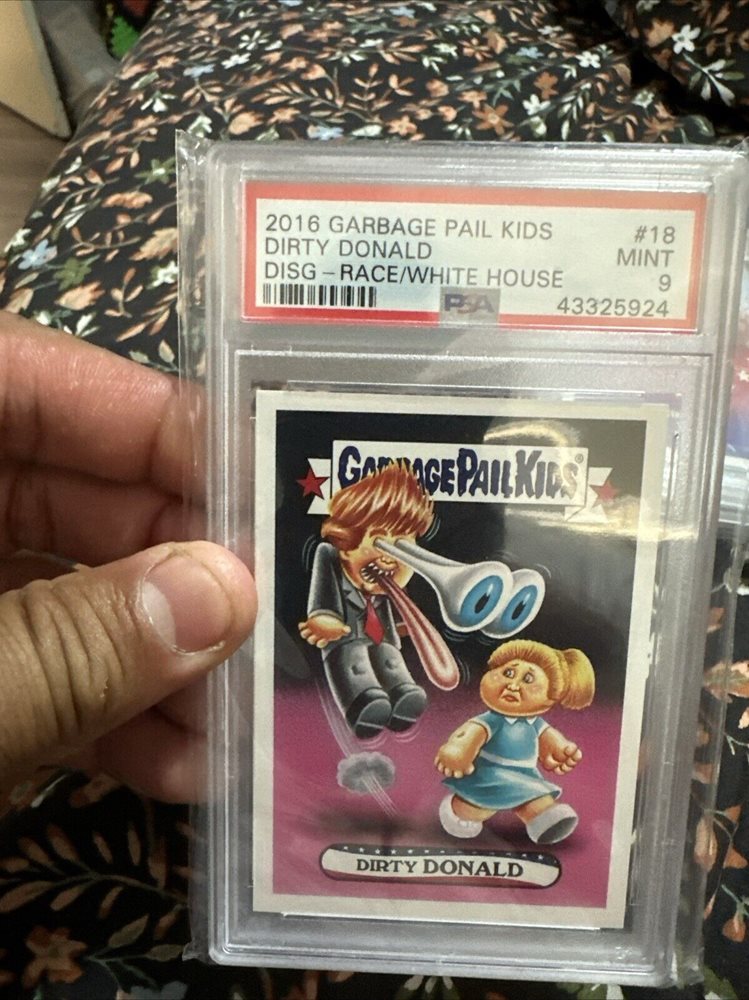 2016 GARBAGE PAIL KIDS #18
DIRTY DONALD MINT
DISG - RACE/WHITE HOUSE 9
PSA 43325924
GARBAGE PAIL KIDS®
DIRTY DONALD